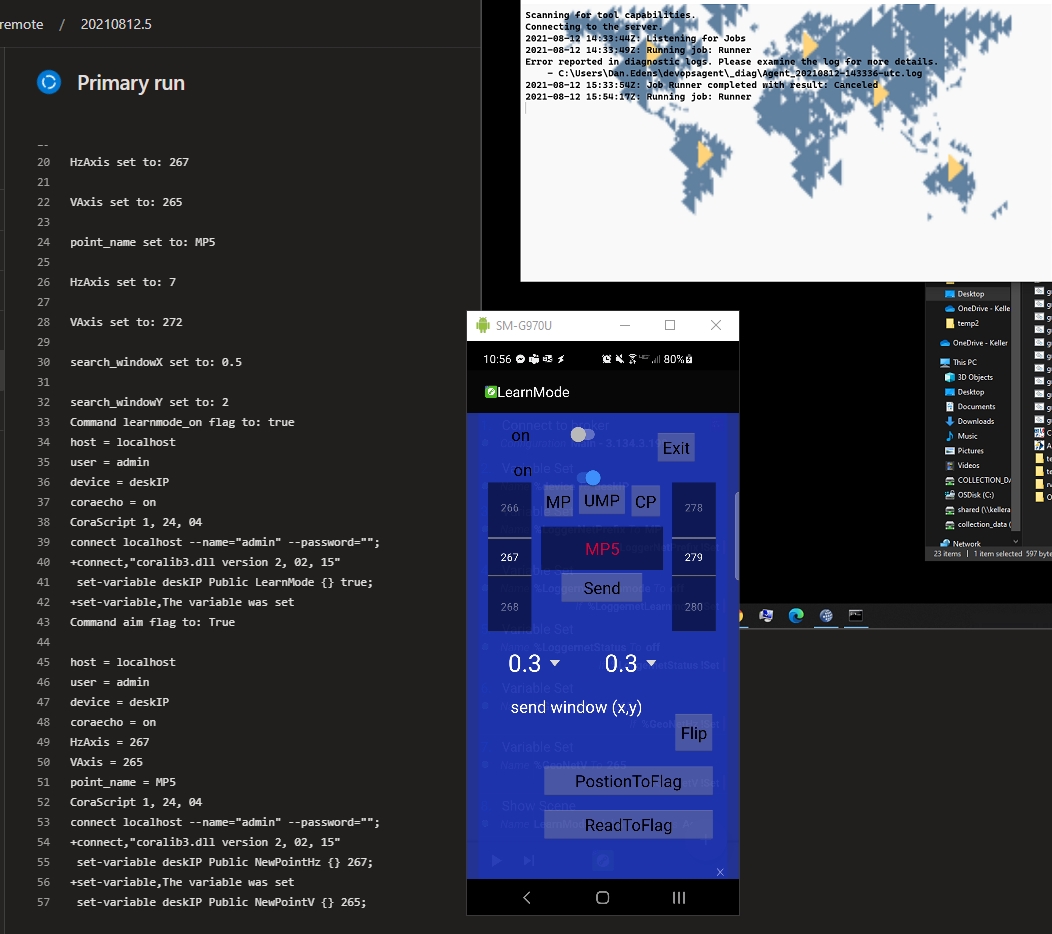 remote / 20210812.5
Primary run
20 HzAxis set to: 267
21
22 VAxis set to: 265
23
24 point_name set to: MP5
25
26 HzAxis set to: 7
27
28 VAxis set to: 272
29
30 search_windowX set to: 0.5
31
32 search_windowY set to: 2
33 Command learnmode_on flag to: true
34 host = localhost
35 user = admin
36 device = deskIP
37 coraecho = on
38 CoraScript 1, 24, 04
39 connect localhost --name="admin" --password="";
40 +connect,"coralib3.dll version 2, 02, 15"
41 set-variable deskIP Public LearnMode {} true;
42 +set-variable,The variable was set
43 Command aim flag to: True
44
45 host = localhost
46 user = admin
47 device = deskIP
48 coraecho = on
49 HzAxis = 267
50 VAxis = 265
51 point_name = MP5
52 CoraScript 1, 24, 04
53 connect localhost --name="admin" --password="";
54 +connect,"coralib3.dll version 2, 02, 15"
55 set-variable deskIP Public NewPointHz {} 267;
56 +set-variable,The variable was set
57 set-variable deskIP Public NewPointV {} 265;
Scanning for tool capabilities.
Connecting to the server.
2021-08-12 14:33:44Z: Listening for Jobs
2021-08-12 14:33:49Z: Running job: Runner
Error reported in diagnostic logs. Please examine the log for more details.
- C:\Users\Dan.Edens\devopsagent\_diag\Agent_20210812-143336-utc.log
2021-08-12 15:33:54Z: Job Runner completed with result: Canceled
2021-08-12 15:54:17Z: Running job: Runner
SM-G970U
10:56 80%
LearnMode
on
Exit
on
266 MP UMP CP 278
267 MP5 279
Send
268 280
0.3 0.3
send window (x,y)
Flip
PostionToFlag
ReadToFlag
Desktop
OneDrive - Kelle
temp2
OneDrive - Keller
This PC
3D Objects
Desktop
Documents
Downloads
Music
Pictures
Videos
COLLECTION_DA
OSDisk (C:)
shared (\\kellera
collection_data (
Network
23 items 1 item selected 597 byte